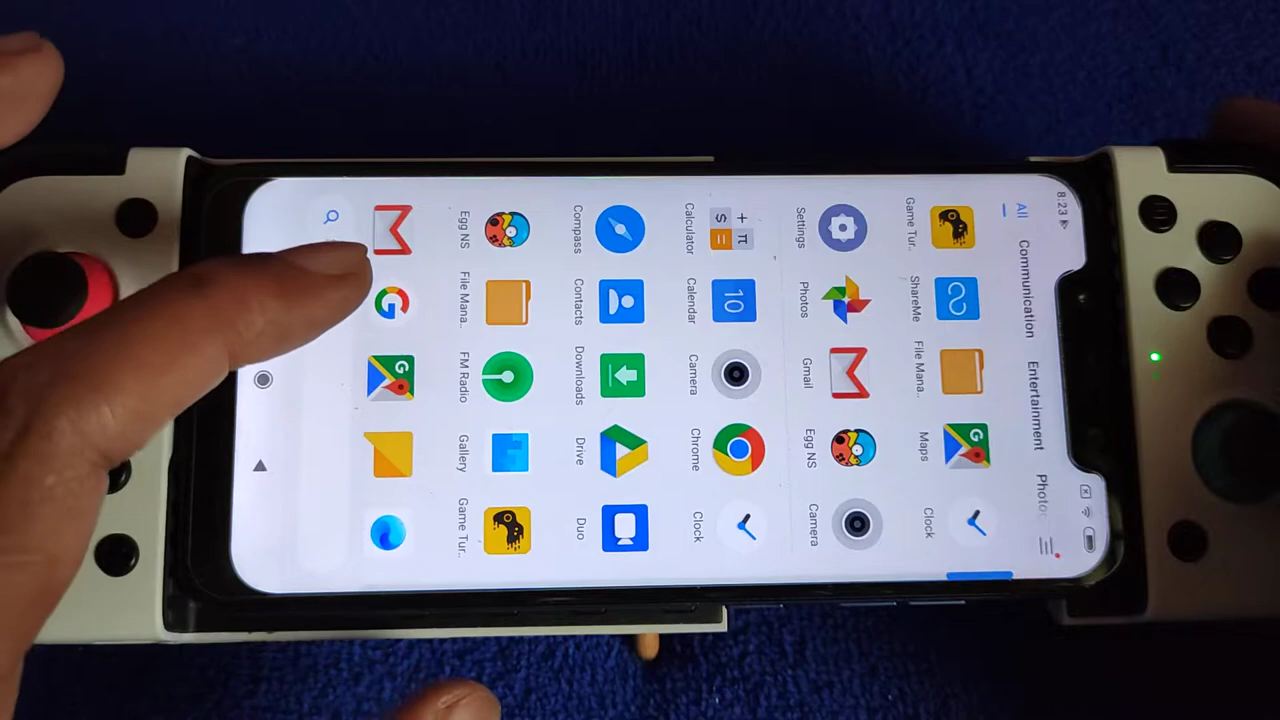 8:23
All Communication Entertainment Photo
Game Tur.. ShareMe File Mana.. Maps Clock
Settings Photos Gmail Egg NS Camera
10
Calculator Calendar Camera Chrome Clock
Compass Contacts Downloads Drive Duo
Egg NS File Mana.. FM Radio Gallery Game Tur..